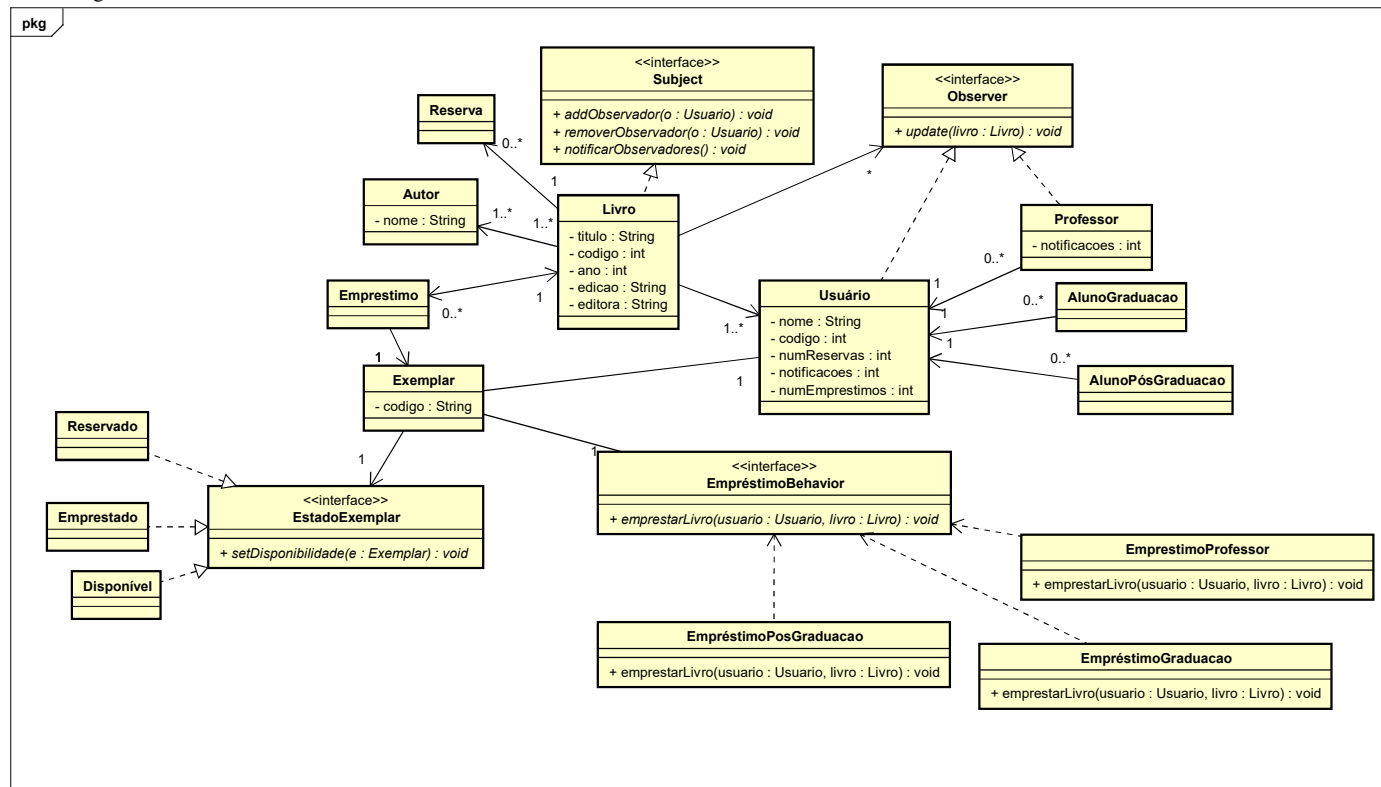 pkg
<<interface>>
Subject
+ addObservador(o : Usuario) : void
+ removerObservador(o : Usuario) : void
+ notificarObservadores() : void
<<interface>>
Observer
+ update(livro : Livro) : void
Reserva
0..*
1
*
Autor
- nome : String
1..*
1..*
Livro
- titulo : String
- codigo : int
- ano : int
- edicao : String
- editora : String
Professor
- notificacoes : int
0..*
1
Emprestimo
0..*
1
1..*
Usuário
- nome : String
- codigo : int
- numReservas : int
- notificacoes : int
- numEmprestimos : int
AlunoGraduacao
0..*
1
1
0..*
AlunoPósGraduacao
1
Exemplar
- codigo : String
1
Reservado
1
1
<<interface>>
EmpréstimoBehavior
+ emprestarLivro(usuario : Usuario, livro : Livro) : void
<<interface>>
EstadoExemplar
+ setDisponibilidade(e : Exemplar) : void
Emprestado
Disponível
EmprestimoProfessor
+ emprestarLivro(usuario : Usuario, livro : Livro) : void
EmpréstimoPosGraduacao
+ emprestarLivro(usuario : Usuario, livro : Livro) : void
EmpréstimoGraduacao
+ emprestarLivro(usuario : Usuario, livro : Livro) : void